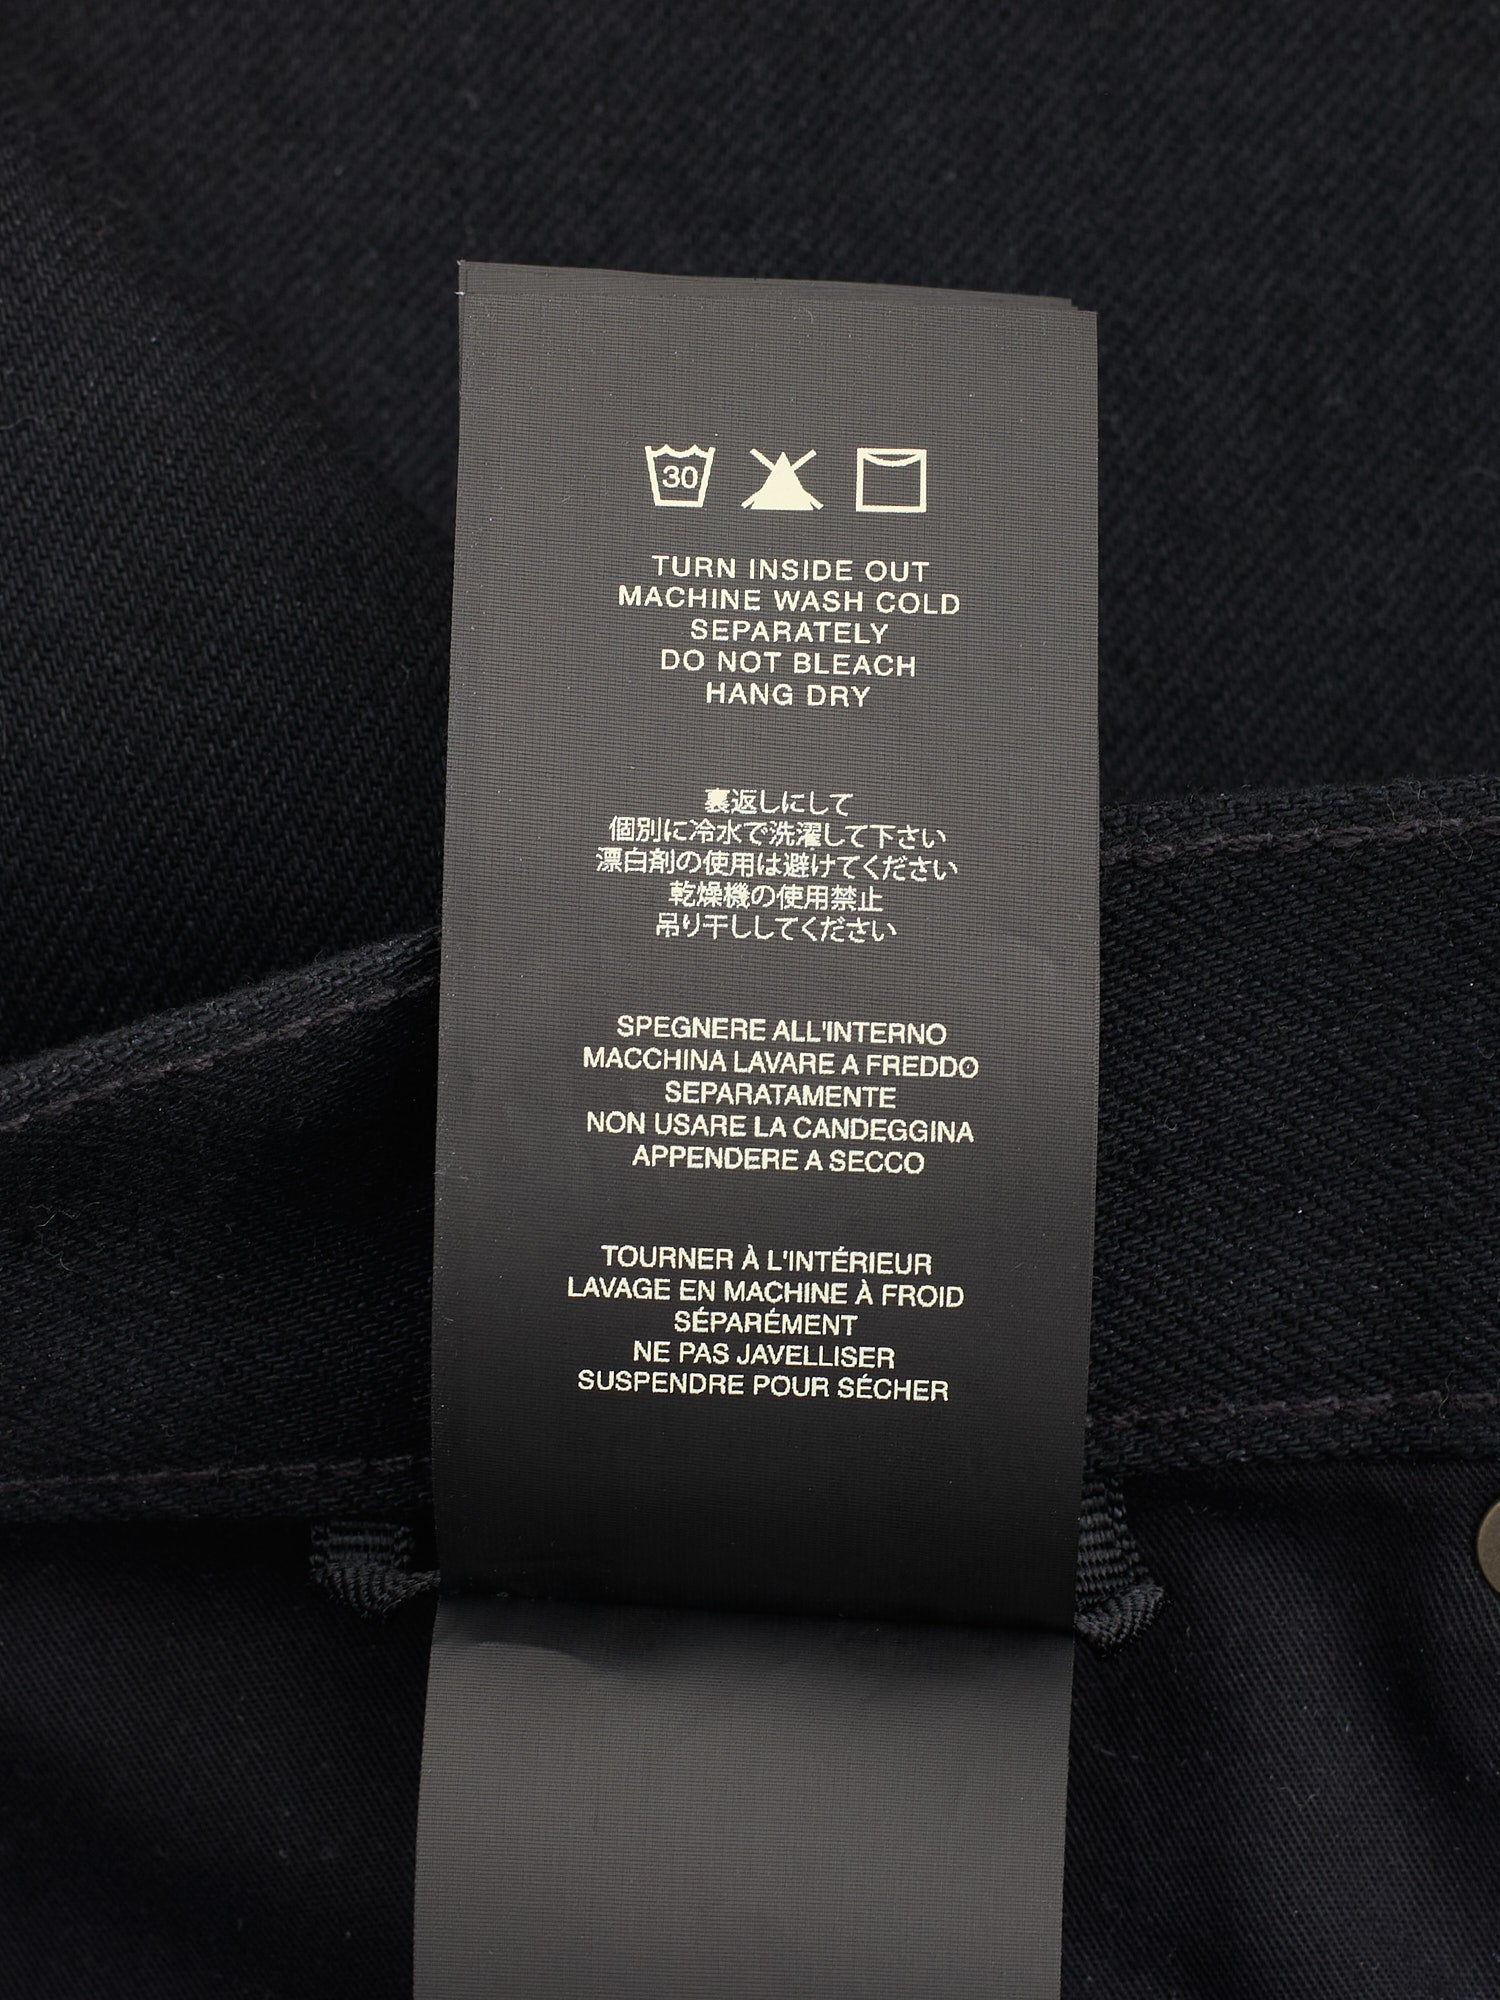 30
TURN INSIDE OUT
MACHINE WASH COLD
SEPARATELY
DO NOT BLEACH
HANG DRY
裏返しにして
個別に冷水で洗濯して下さい
漂白剤の使用は避けてください
乾燥機の使用禁止
吊り干ししてください
SPEGNERE ALL'INTERNO
MACCHINA LAVARE A FREDDO
SEPARATAMENTE
NON USARE LA CANDEGGINA
APPENDERE A SECCO
TOURNER À L'INTÉRIEUR
LAVAGE EN MACHINE À FROID
SÉPARÉMENT
NE PAS JAVELLISER
SUSPENDRE POUR SÉCHER